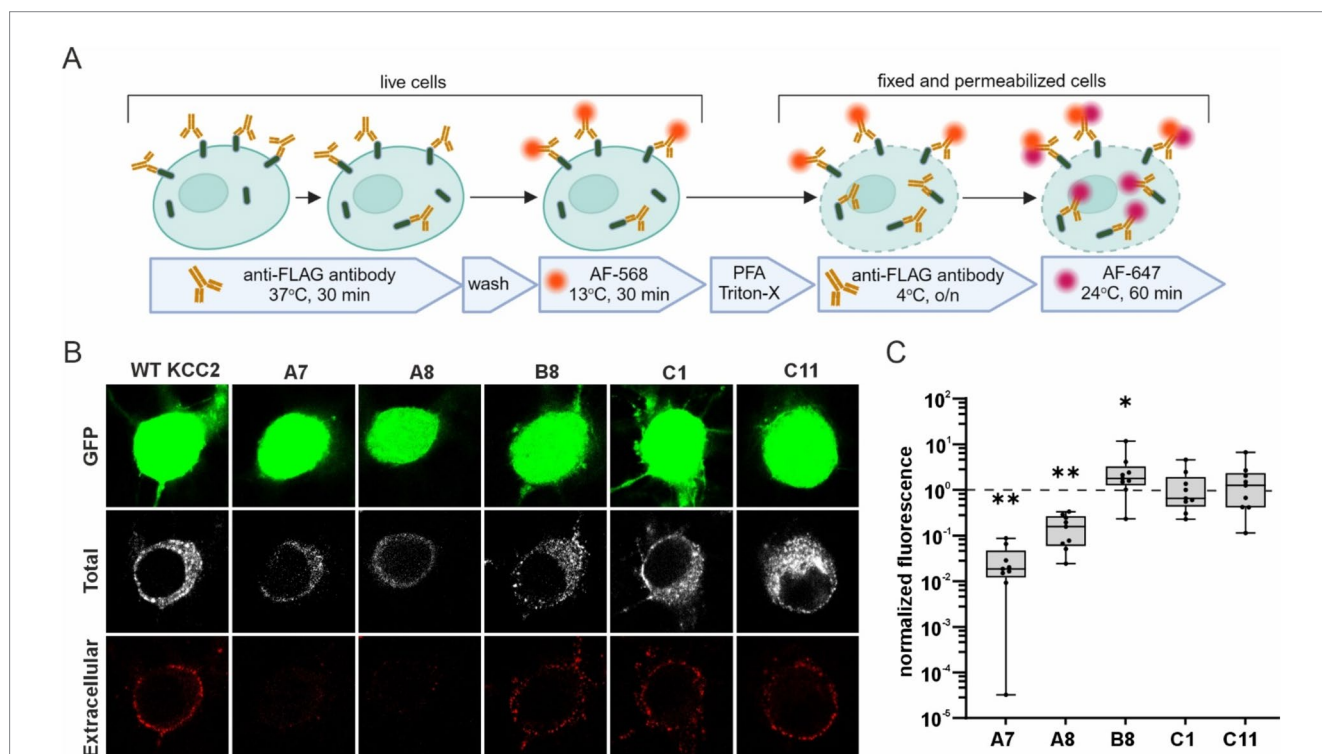 A
live cells
fixed and permeabilized cells
anti-FLAG antibody
37°C, 30 min
wash
AF-568
13°C, 30 min
PFA
Triton-X
anti-FLAG antibody
4°C, o/n
AF-647
24°C, 60 min
B
WT KCC2 A7 A8 B8 C1 C11
GFP
Total
Extracellular
C
normalized fluorescence
10²
10¹
10⁰
10⁻¹
10⁻²
10⁻³
10⁻⁴
10⁻⁵
** ** *
A7 A8 B8 C1 C11